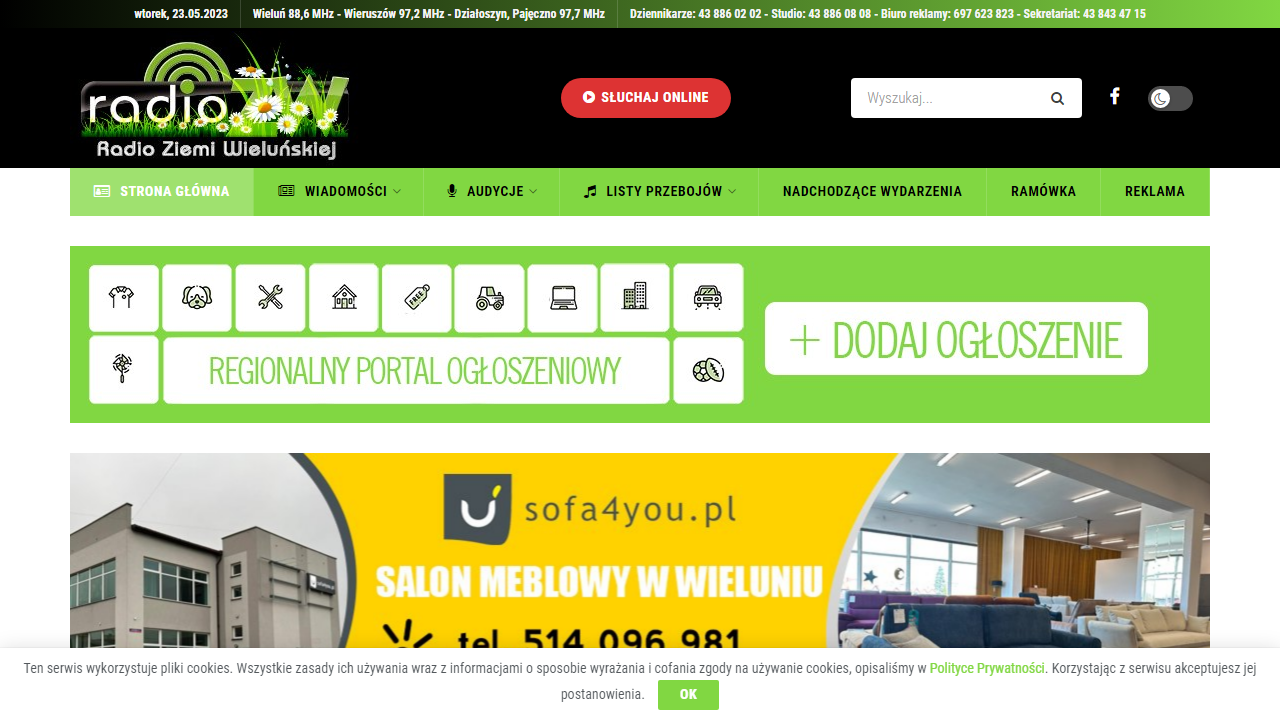 wtorek, 23.05.2023
Wieluń 88,6 MHz - Wieruszów 97,2 MHz - Działoszyn, Pajęczno 97,7 MHz
Dziennikarze: 43 886 02 02 - Studio: 43 886 08 08 - Biuro reklamy: 697 623 823 - Sekretariat: 43 843 47 15
radio ZW
Radio Ziemi Wieluńskiej
SŁUCHAJ ONLINE
Wyszukaj...
STRONA GŁÓWNA
WIADOMOŚCI
AUDYCJE
LISTY PRZEBOJÓW
NADCHODZĄCE WYDARZENIA
RAMÓWKA
REKLAMA
FREE
REGIONALNY PORTAL OGŁOSZENIOWY
+ DODAJ OGŁOSZENIE
sofa4you.pl
SALON MEBLOWY W WIELUNIU
tel. 514 096 981
Ten serwis wykorzystuje pliki cookies. Wszystkie zasady ich używania wraz z informacjami o sposobie wyrażania i cofania zgody na używanie cookies, opisaliśmy w Polityce Prywatności. Korzystając z serwisu akceptujesz jej
postanowienia. OK